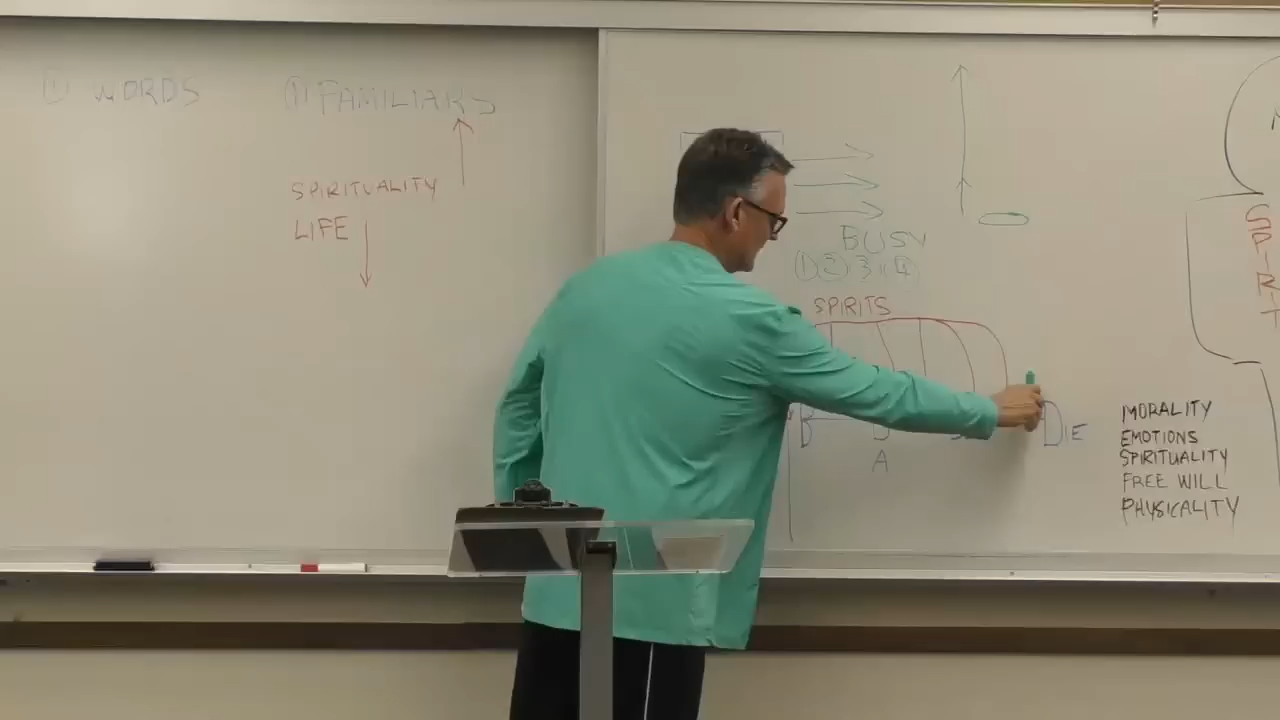 ① WORDS
① FAMILIARS
SPIRITUALITY
LIFE
BUSY
① ② 3 ④
SPIRITS
B
DIE
A
SPIRIT
MORALITY
EMOTIONS
SPIRITUALITY
FREE WILL
PHYSICALITY